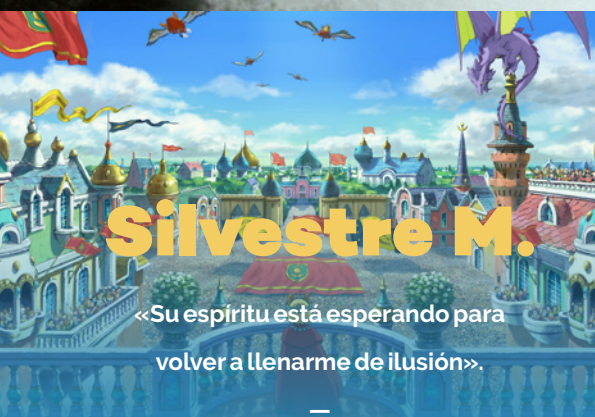 Silvestre M.
«Su espíritu está esperando para
volver a llenarme de ilusión».